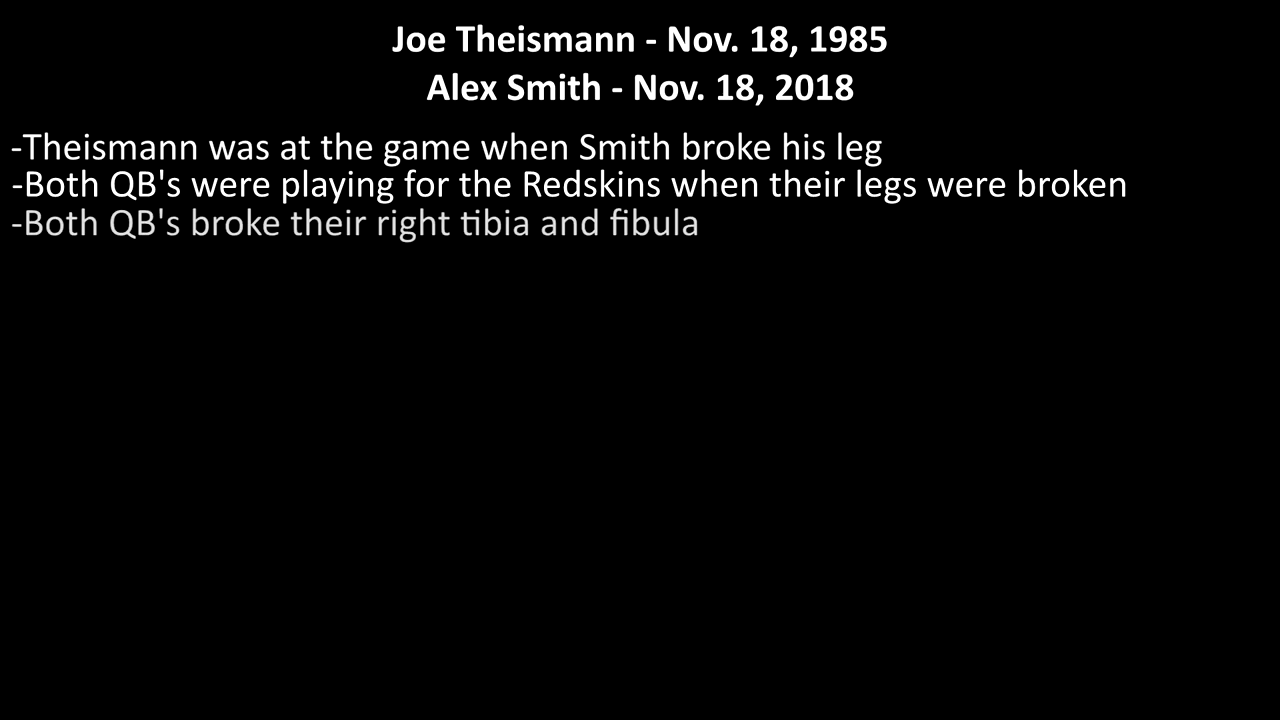 Joe Theismann - Nov. 18, 1985
Alex Smith - Nov. 18, 2018
-Theismann was at the game when Smith broke his leg
-Both QB's were playing for the Redskins when their legs were broken
-Both QB's broke their right tibia and fibula